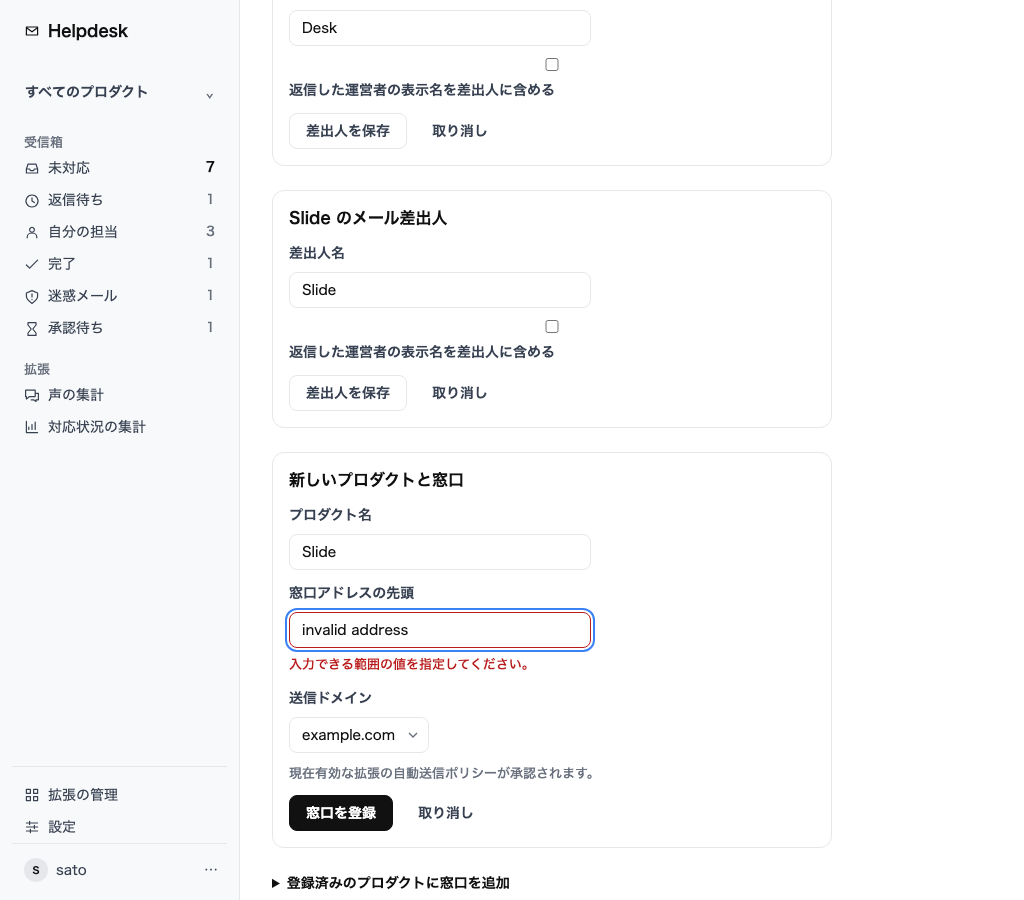 Helpdesk
すべてのプロダクト
受信箱
未対応 7
返信待ち 1
自分の担当 3
完了 1
迷惑メール 1
承認待ち 1
拡張
声の集計
対応状況の集計
拡張の管理
設定
S sato ...
Desk
返信した運営者の表示名を差出人に含める
差出人を保存 取り消し
Slide のメール差出人
差出人名
Slide
返信した運営者の表示名を差出人に含める
差出人を保存 取り消し
新しいプロダクトと窓口
プロダクト名
Slide
窓口アドレスの先頭
invalid address
入力できる範囲の値を指定してください。
送信ドメイン
example.com
現在有効な拡張の自動送信ポリシーが承認されます。
窓口を登録 取り消し
登録済みのプロダクトに窓口を追加